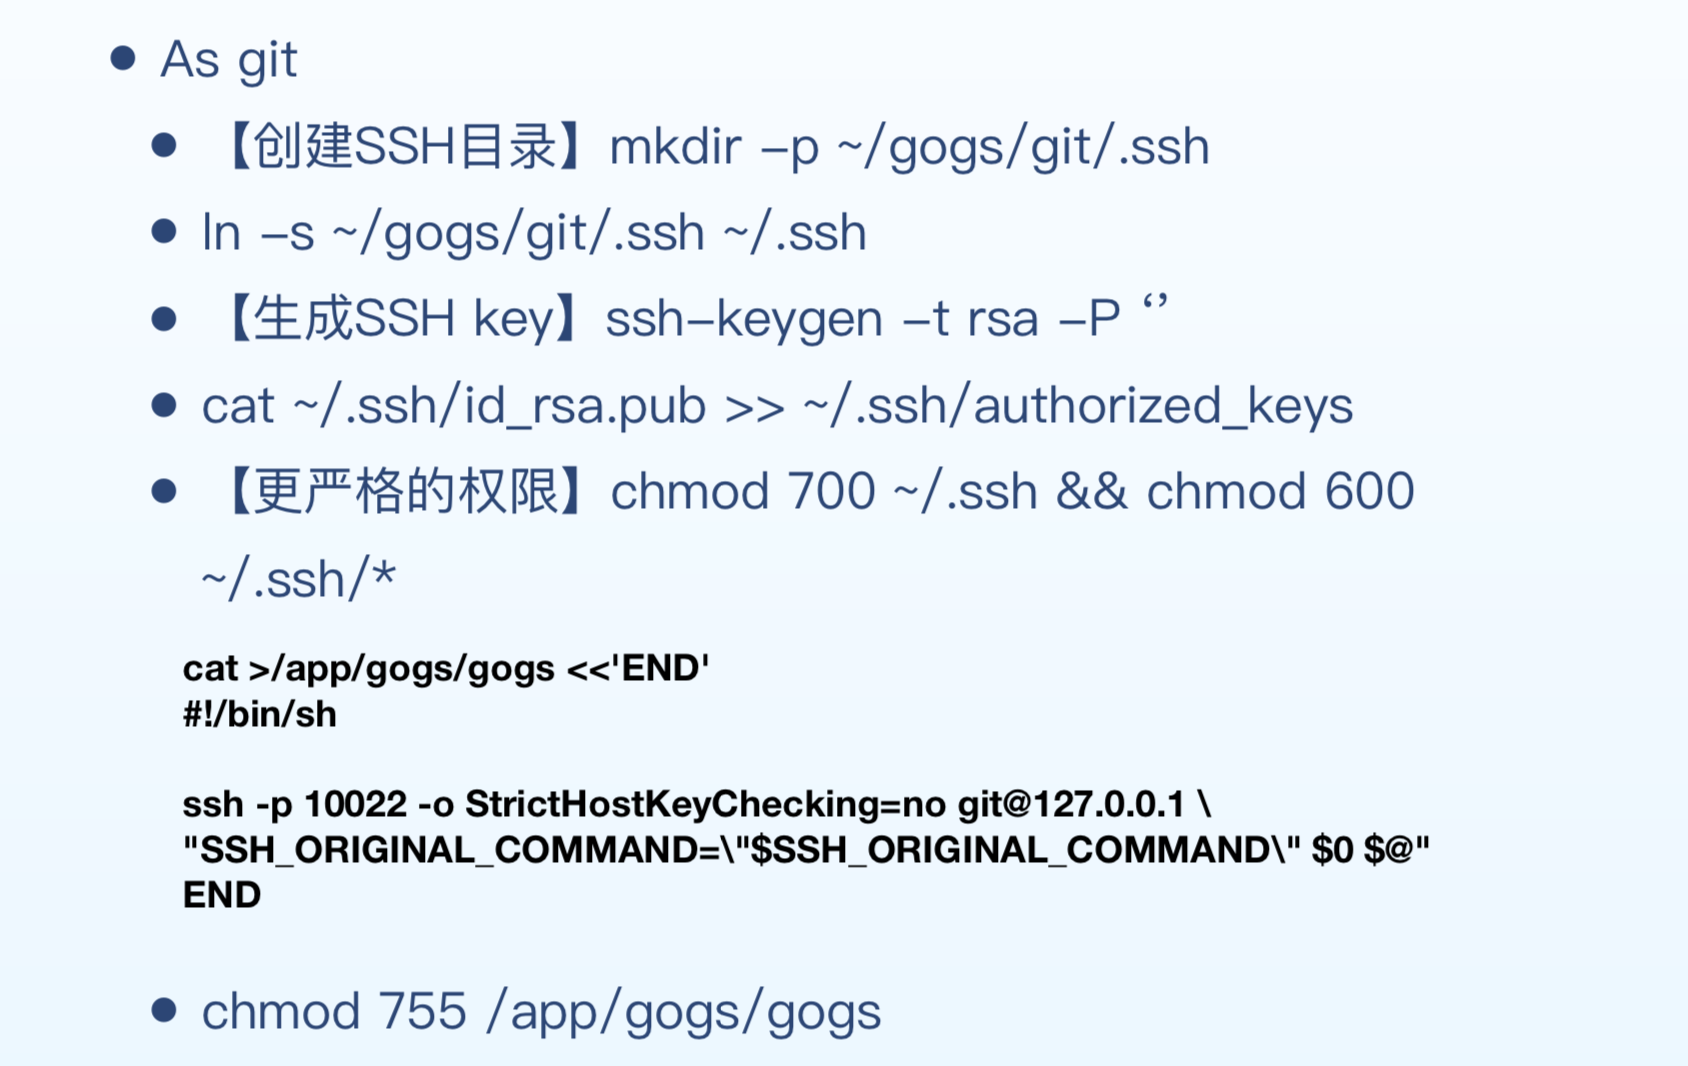 As git
【创建SSH目录】mkdir –p ~/gogs/git/.ssh
ln –s ~/gogs/git/.ssh ~/.ssh
【生成SSH key】ssh–keygen –t rsa –P ‘’
cat ~/.ssh/id_rsa.pub >> ~/.ssh/authorized_keys
【更严格的权限】chmod 700 ~/.ssh && chmod 600
~/.ssh/*
cat >/app/gogs/gogs <<'END'
#!/bin/sh
ssh -p 10022 -o StrictHostKeyChecking=no git@127.0.0.1 \
"SSH_ORIGINAL_COMMAND=\"$SSH_ORIGINAL_COMMAND\" $0 $@"
END
chmod 755 /app/gogs/gogs